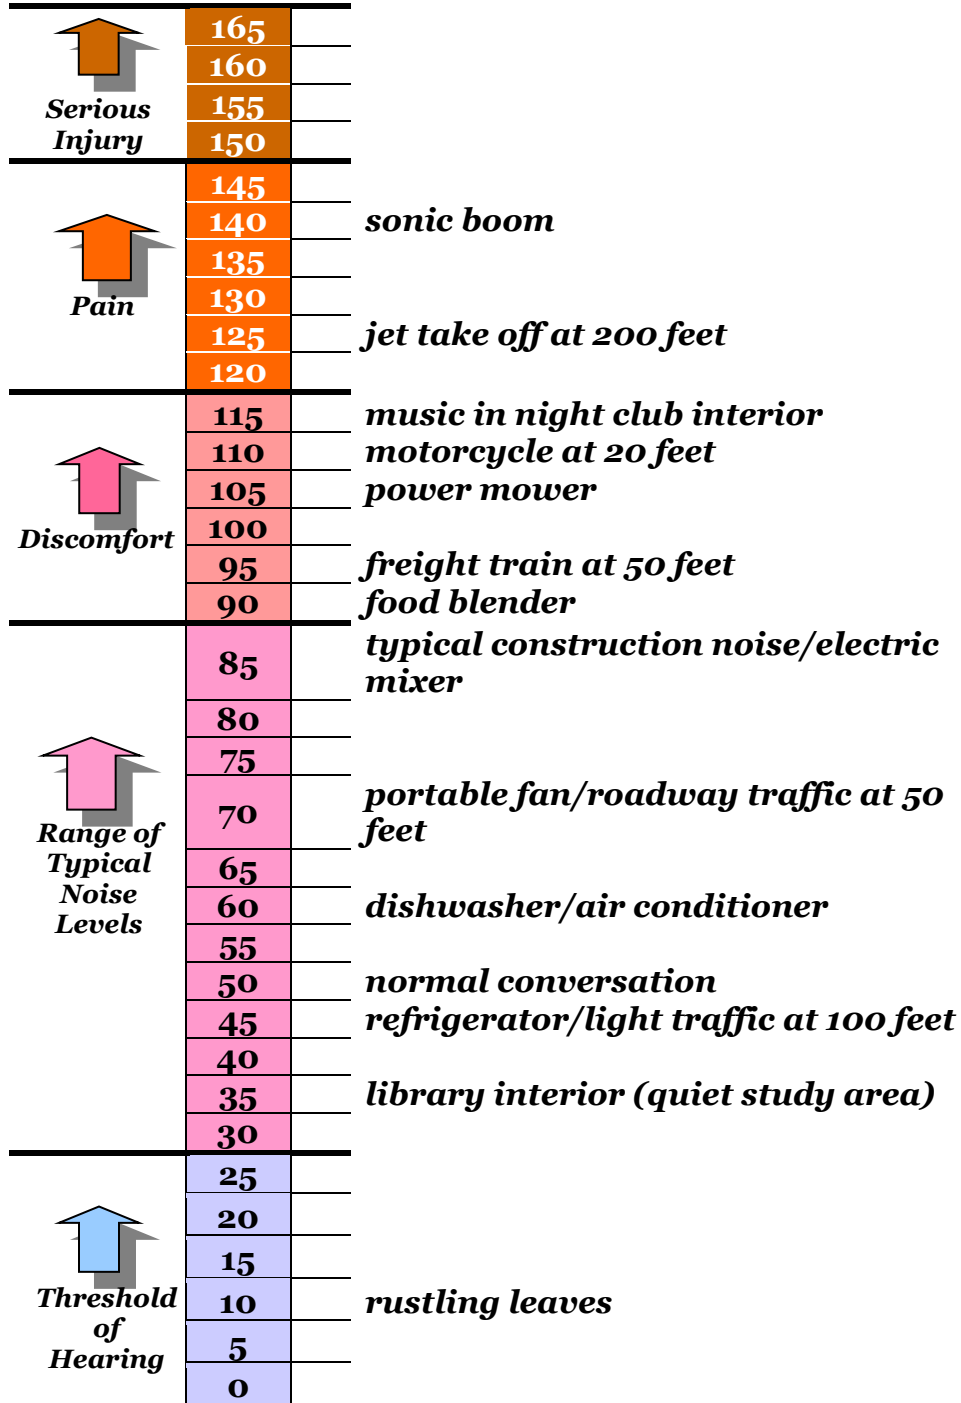 165
160
Serious
155
Injury
150
145
140 sonic boom
135
Pain
130
125 jet take off at 200 feet
120
115 music in night club interior
110 motorcycle at 20 feet
105 power mower
100
Discomfort
95 freight train at 50 feet
90 food blender
85 typical construction noise/electric
mixer
80
75
70 portable fan/roadway traffic at 50
feet
Range of
Typical
Noise
Levels
65
60 dishwasher/air conditioner
55
50 normal conversation
45 refrigerator/light traffic at 100 feet
40
35 library interior (quiet study area)
30
25
20
15
Threshold
of
Hearing
10 rustling leaves
5
0